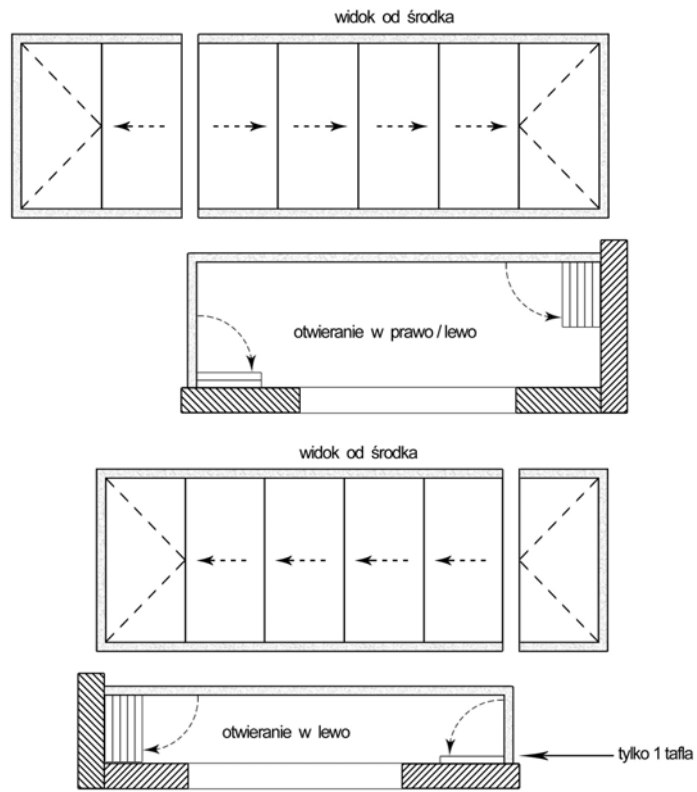 widok od środka
otwieranie w prawo / lewo
widok od środka
otwieranie w lewo
tylko 1 tafla